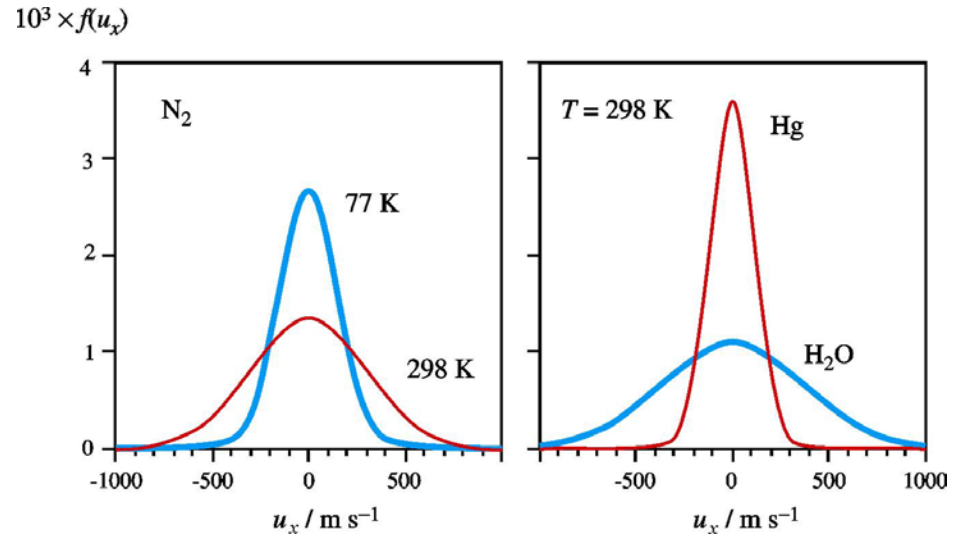 10³ × f(uₓ)
4
3
2
1
0
N₂
77 K
298 K
-1000 -500 0 500
uₓ / m s⁻¹
T = 298 K
Hg
H₂O
-500 0 500 1000
uₓ / m s⁻¹